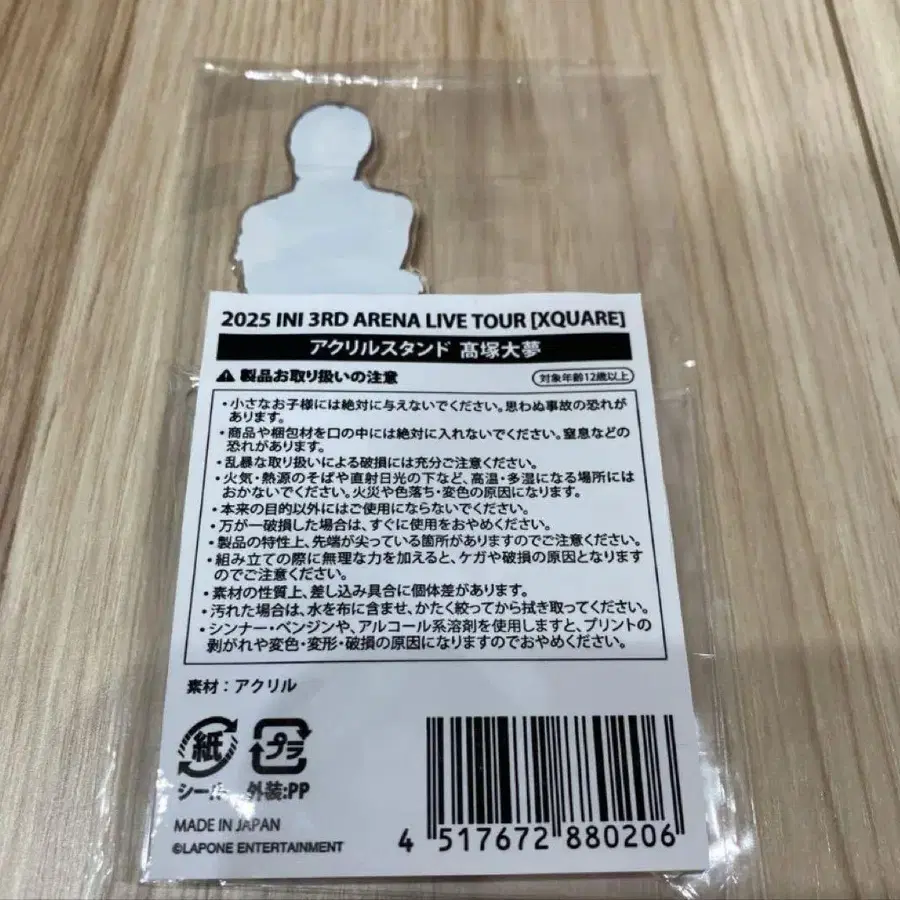 2025 INI 3RD ARENA LIVE TOUR [XQUARE]
アクリルスタンド 髙塚大夢
⚠ 製品お取り扱いの注意 対象年齢12歳以上
・小さなお子様には絶対に与えないでください。思わぬ事故の恐れが
あります。
・商品や梱包材を口の中には絶対に入れないでください。窒息などの
恐れがあります。
・乱暴な取り扱いによる破損には充分ご注意ください。
・火気・熱源のそばや直射日光の下など、高温・多湿になる場所には
おかないでください。火災や色落ち・変色の原因になります。
・本来の目的以外にはご使用にならないでください。
・万が一破損した場合は、すぐに使用をおやめください。
・製品の特性上、先端が尖っている箇所がありますのでご注意ください。
・組み立ての際に無理な力を加えると、ケガや破損の原因となります
のでご注意ください。
・素材の性質上、差し込み具合に個体差があります。
・汚れた場合は、水を布に含ませ、かたく絞ってから拭き取ってください。
・シンナー・ベンジンや、アルコール系溶剤を使用しますと、プリントの
剥がれや変色・変形・破損の原因になりますのでおやめください。
素材：アクリル
紙 プラ
シール 外装:PP
MADE IN JAPAN
©LAPONE ENTERTAINMENT
4 517672 880206